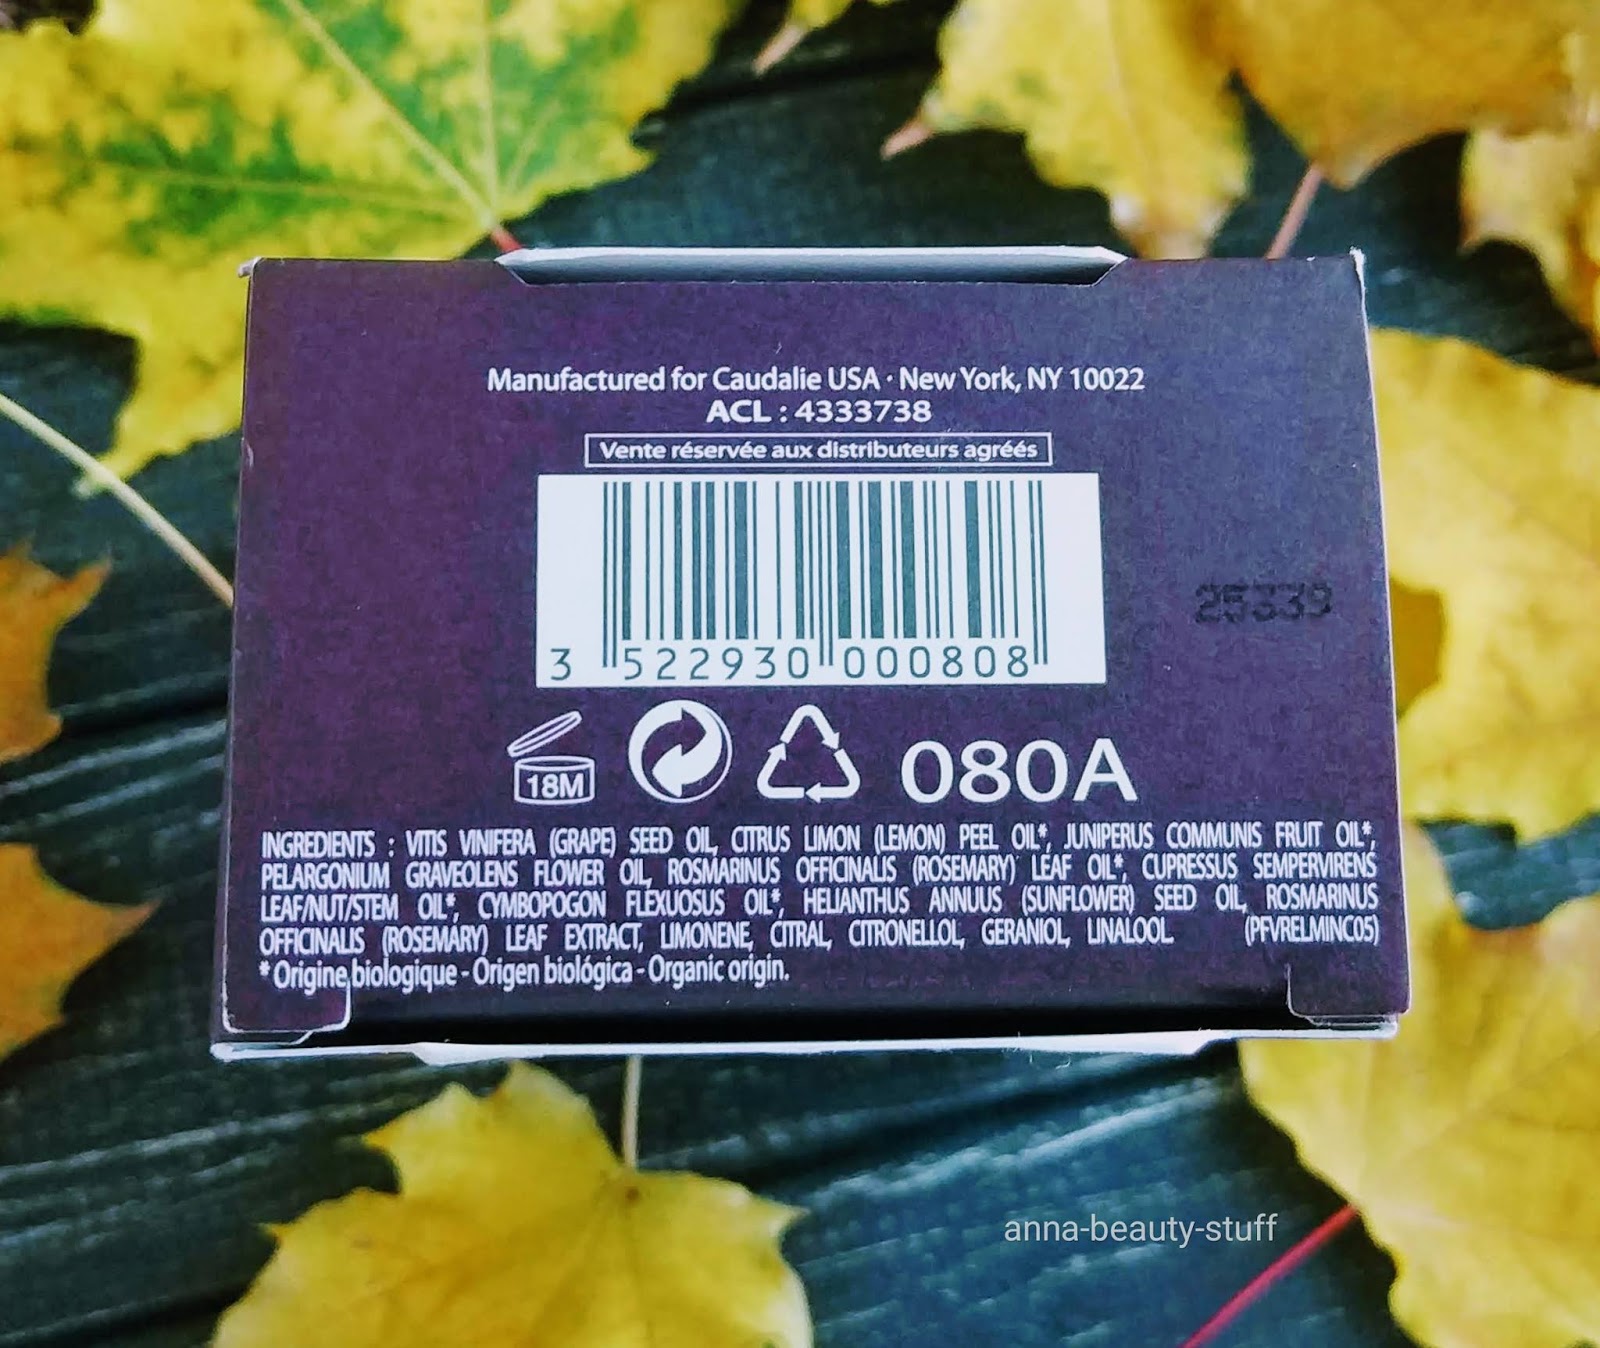 Manufactured for Caudalie USA · New York, NY 10022
ACL : 4333738
Vente réservée aux distributeurs agréés
3 522930 000808
25339
18M
080A
INGREDIENTS : VITIS VINIFERA (GRAPE) SEED OIL, CITRUS LIMON (LEMON) PEEL OIL*, JUNIPERUS COMMUNIS FRUIT OIL*,
PELARGONIUM GRAVEOLENS FLOWER OIL, ROSMARINUS OFFICINALIS (ROSEMARY) LEAF OIL*, CUPRESSUS SEMPERVIRENS
LEAF/NUT/STEM OIL*, CYMBOPOGON FLEXUOSUS OIL*, HELIANTHUS ANNUUS (SUNFLOWER) SEED OIL, ROSMARINUS
OFFICINALIS (ROSEMARY) LEAF EXTRACT, LIMONENE, CITRAL, CITRONELLOL, GERANIOL, LINALOOL. (PFVRELMINC05)
* Origine biologique - Origen biológica - Organic origin.
anna-beauty-stuff